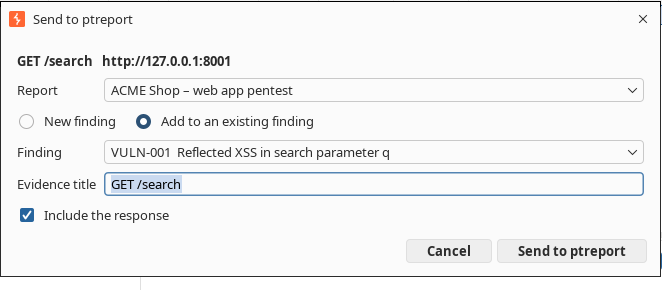 Send to ptreport
GET /search http://127.0.0.1:8001
Report ACME Shop – web app pentest
New finding Add to an existing finding
Finding VULN-001 Reflected XSS in search parameter q
Evidence title GET /search
Include the response
Cancel Send to ptreport